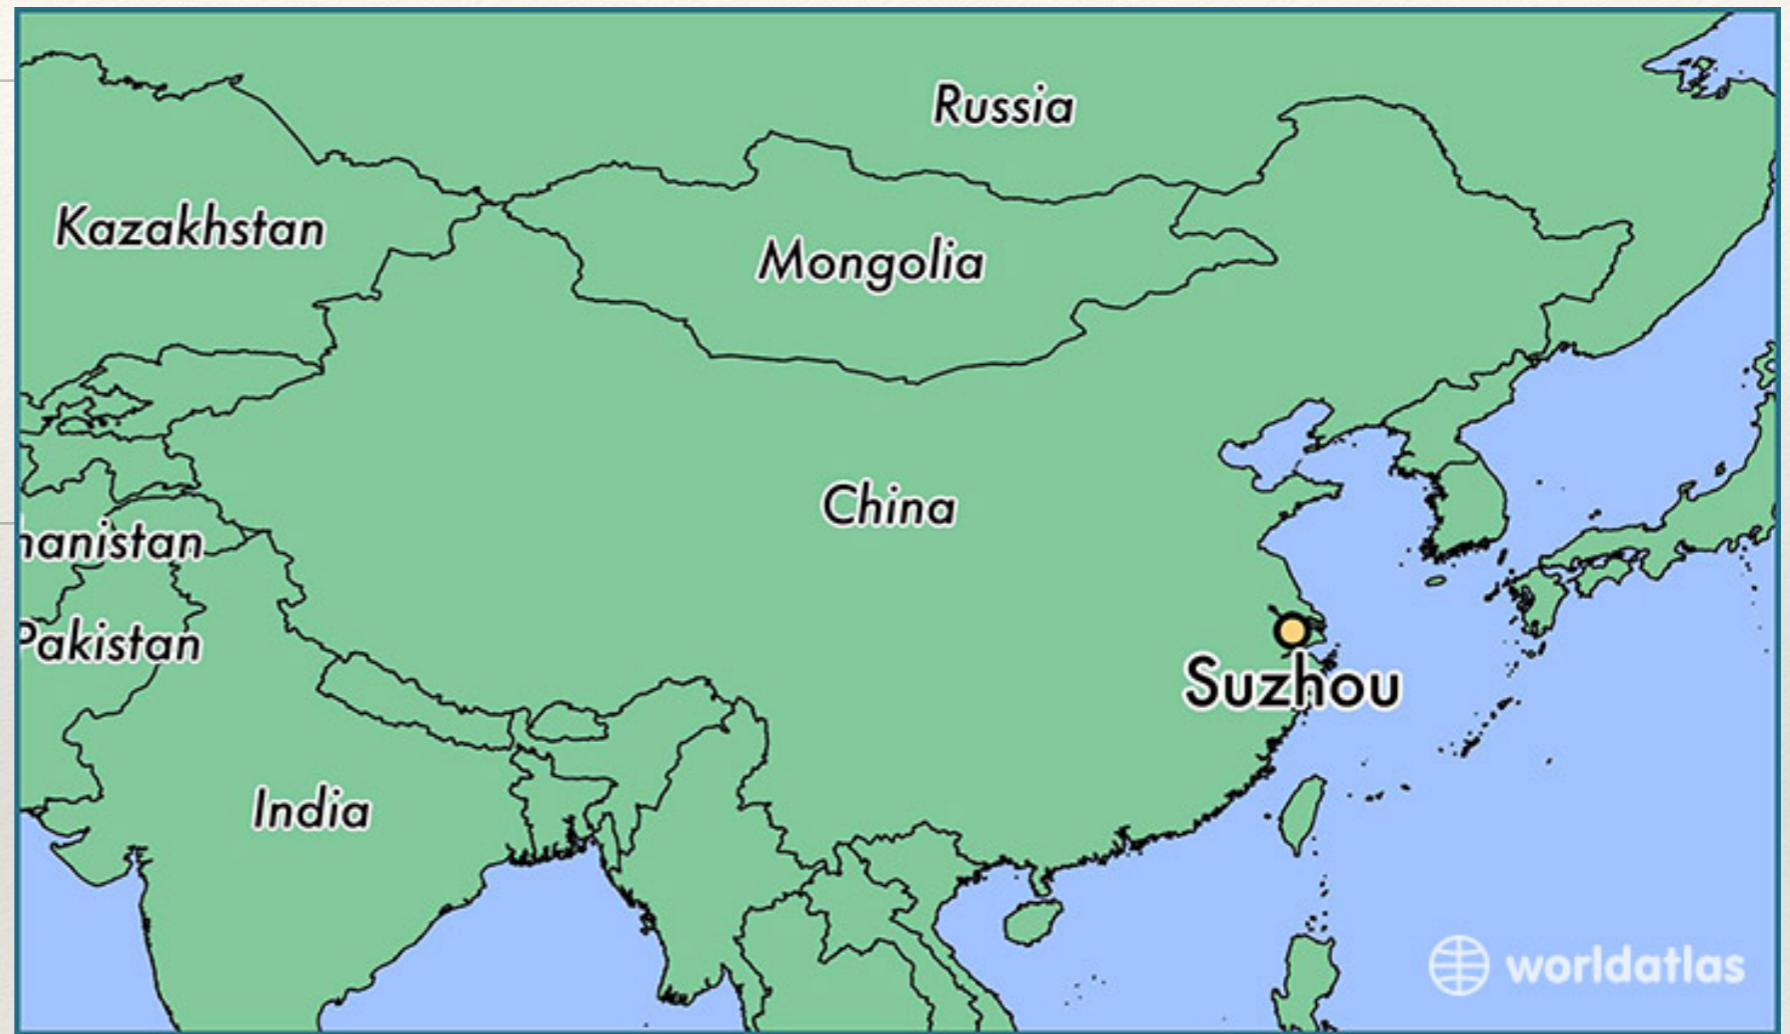 Russia
Kazakhstan
Mongolia
China
hanistan
Pakistan
Suzhou
India
worldatlas